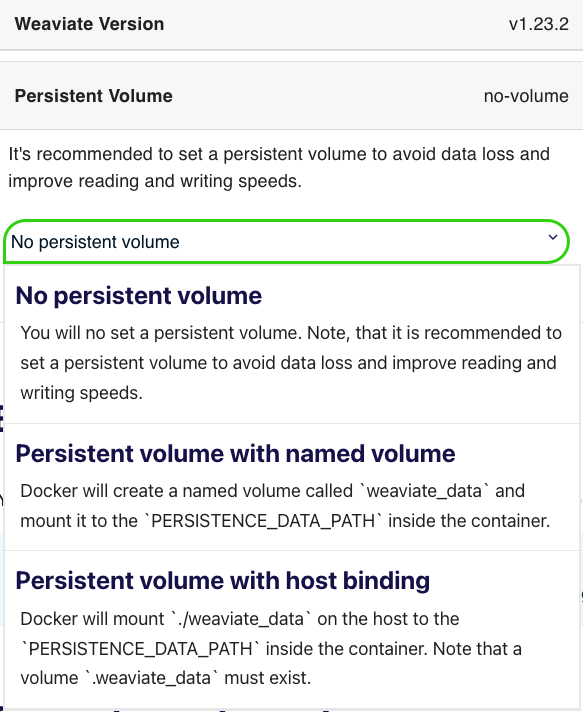 Weaviate Version v1.23.2
Persistent Volume no-volume
It's recommended to set a persistent volume to avoid data loss and
improve reading and writing speeds.
No persistent volume
No persistent volume
You will no set a persistent volume. Note, that it is recommended to
set a persistent volume to avoid data loss and improve reading and
writing speeds.
Persistent volume with named volume
Docker will create a named volume called `weaviate_data` and
mount it to the `PERSISTENCE_DATA_PATH` inside the container.
Persistent volume with host binding
Docker will mount `./weaviate_data` on the host to the
`PERSISTENCE_DATA_PATH` inside the container. Note that a
volume `.weaviate_data` must exist.